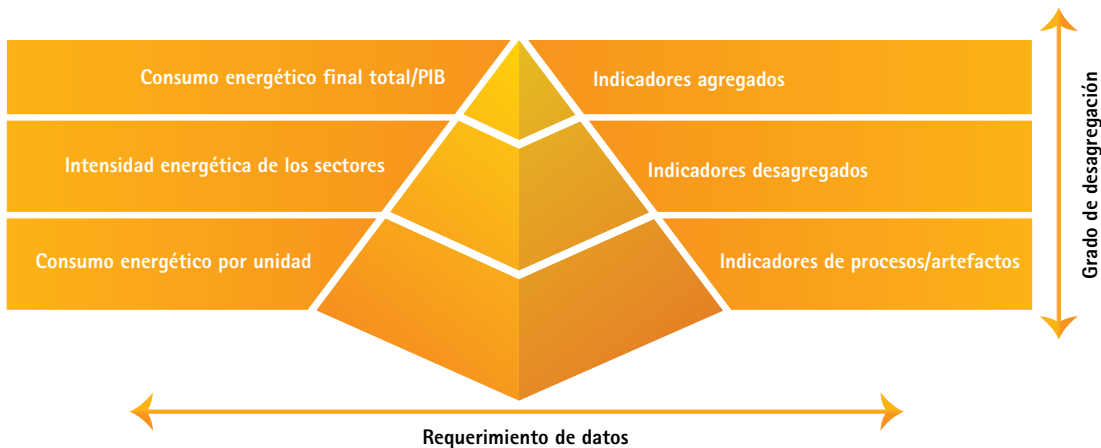 Consumo energético final total/PIB
Indicadores agregados
Intensidad energética de los sectores
Indicadores desagregados
Consumo energético por unidad
Indicadores de procesos/artefactos
Grado de desagregación
Requerimiento de datos